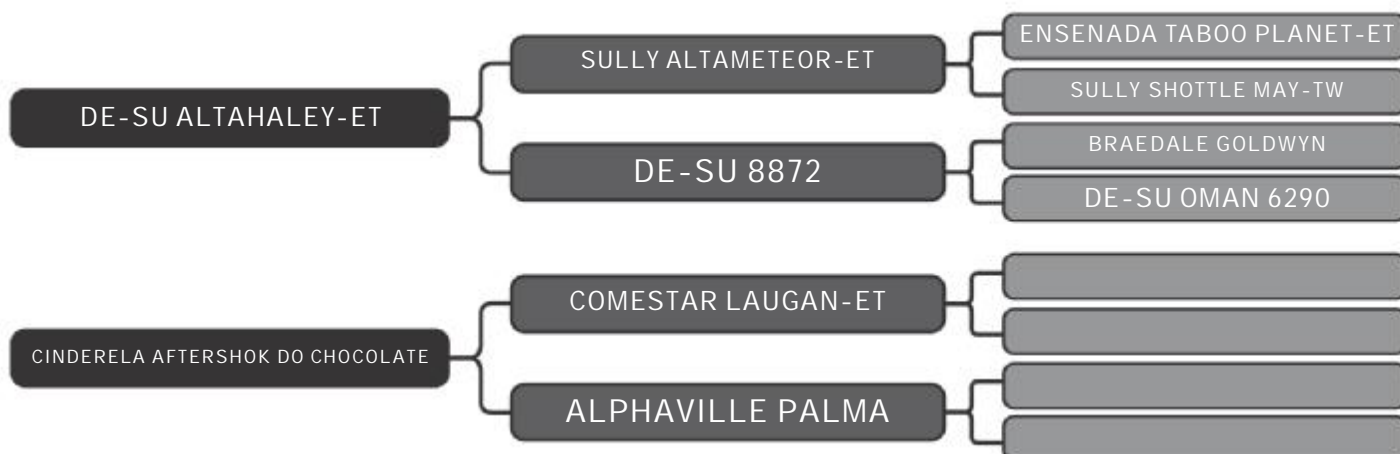 ENSENADA TABOO PLANET-ET
SULLY ALTAMETEOR-ET
SULLY SHOTTLE MAY-TW
DE-SU ALTAHALEY-ET
BRAEDALE GOLDWYN
DE-SU 8872
DE-SU OMAN 6290
COMESTAR LAUGAN-ET
CINDERELA AFTERSHOK DO CHOCOLATE
ALPHAVILLE PALMA